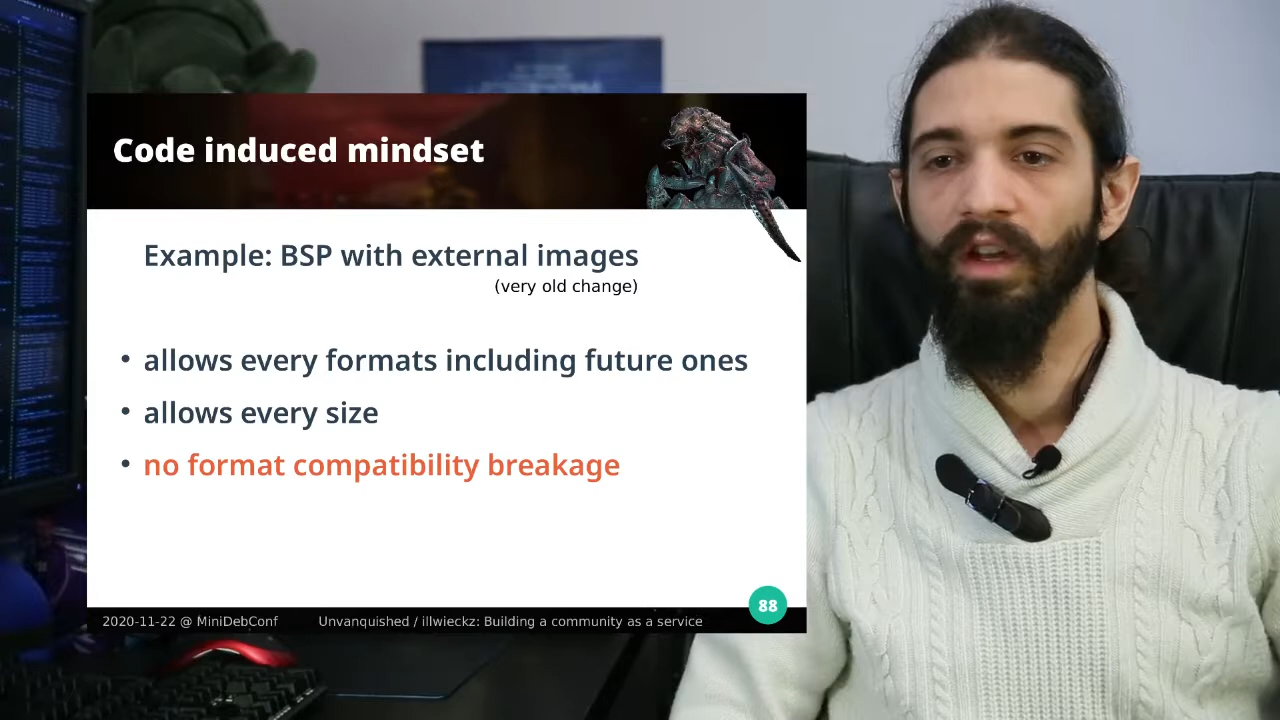 Code induced mindset
Example: BSP with external images
(very old change)
• allows every formats including future ones
• allows every size
• no format compatibility breakage
88
2020-11-22 @ MiniDebConf
Unvanquished / illwieckz: Building a community as a service